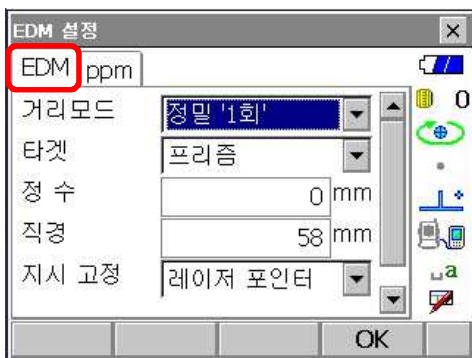 EDM 설정
EDM ppm
0
거리모드 정밀 '1회'
타겟 프리즘
정 수 0 mm
직경 58 mm
지시 고정 레이저 포인터
a
OK